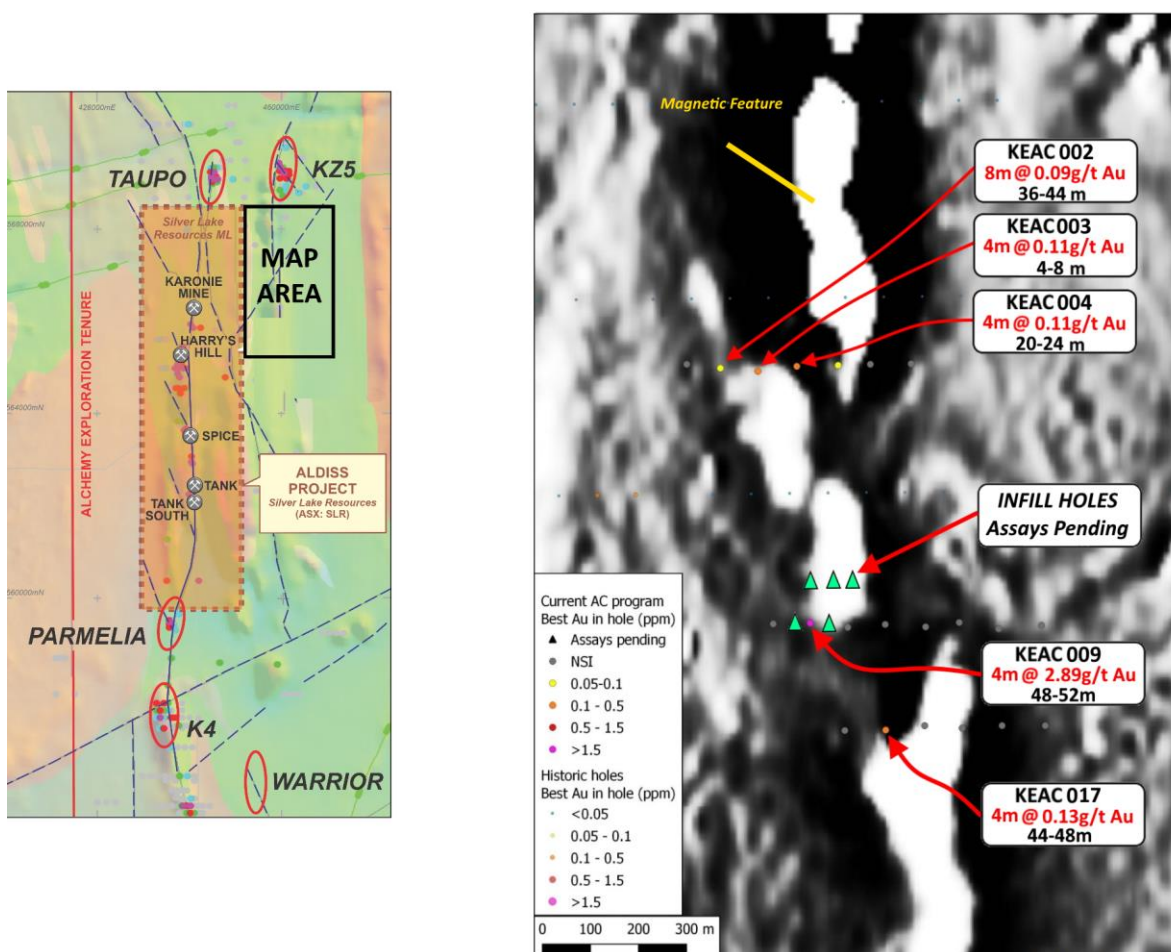 426000mE
460000mE
TAUPO
KZ5
568000mN
Silver Lake
Resources ML
MAP
AREA
KARONIE
MINE
HARRY'S
HILL
564000mN
ALCHEMY EXPLORATION TENURE
SPICE
TANK
TANK
SOUTH
ALDISS
PROJECT
Silver Lake Resources
(ASX: SLR)
560000mN
PARMELIA
K4
WARRIOR
Magnetic Feature
KEAC 002
8m @ 0.09g/t Au
36-44 m
KEAC 003
4m @ 0.11g/t Au
4-8 m
KEAC 004
4m @ 0.11g/t Au
20-24 m
INFILL HOLES
Assays Pending
KEAC 009
4m @ 2.89g/t Au
48-52m
KEAC 017
4m @ 0.13g/t Au
44-48m
Current AC program
Best Au in hole (ppm)
Assays pending
NSI
0.05-0.1
0.1 - 0.5
0.5 - 1.5
>1.5
Historic holes
Best Au in hole (ppm)
<0.05
0.05 - 0.1
0.1 - 0.5
0.5 - 1.5
>1.5
0 100 200 300 m